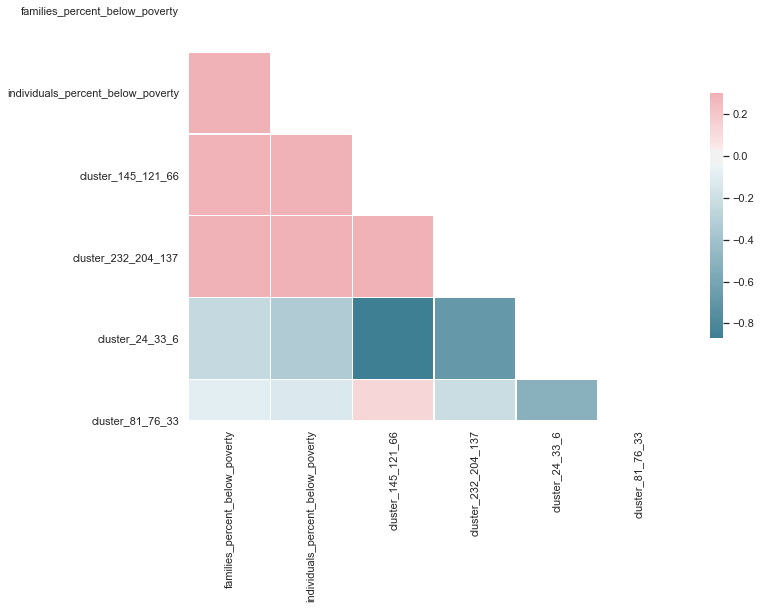 families_percent_below_poverty
individuals_percent_below_poverty
cluster_145_121_66
cluster_232_204_137
cluster_24_33_6
cluster_81_76_33
0.2
0.0
−0.2
−0.4
−0.6
−0.8
families_percent_below_poverty
individuals_percent_below_poverty
cluster_145_121_66
cluster_232_204_137
cluster_24_33_6
cluster_81_76_33